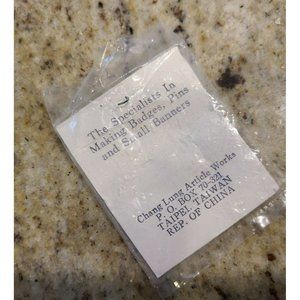 The Specialists In
Making Badges, Pins
and Small Banners
Chang Lung Article Works
P. O. BOX 70-321
TAIPEI, TAIWAN
REP. OF CHINA